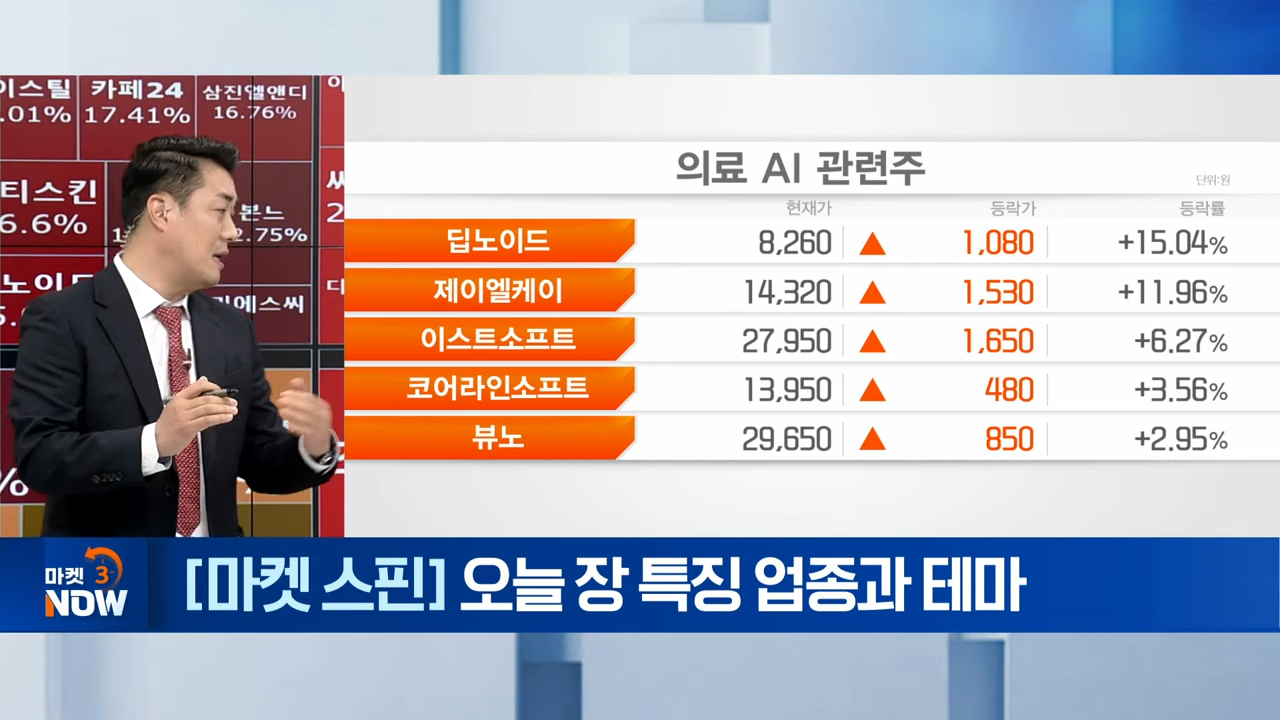 이스틸
.01%
카페24
17.41%
삼진엘앤디
16.76%
티스킨
6.6%
본느
2.75%
노이드
의료 AI 관련주
단위:원
현재가 등락가 등락률
딥노이드 8,260 ▲ 1,080 +15.04%
제이엘케이 14,320 ▲ 1,530 +11.96%
이스트소프트 27,950 ▲ 1,650 +6.27%
코어라인소프트 13,950 ▲ 480 +3.56%
뷰노 29,650 ▲ 850 +2.95%
마켓 3
NOW
[마켓 스핀] 오늘 장 특징 업종과 테마